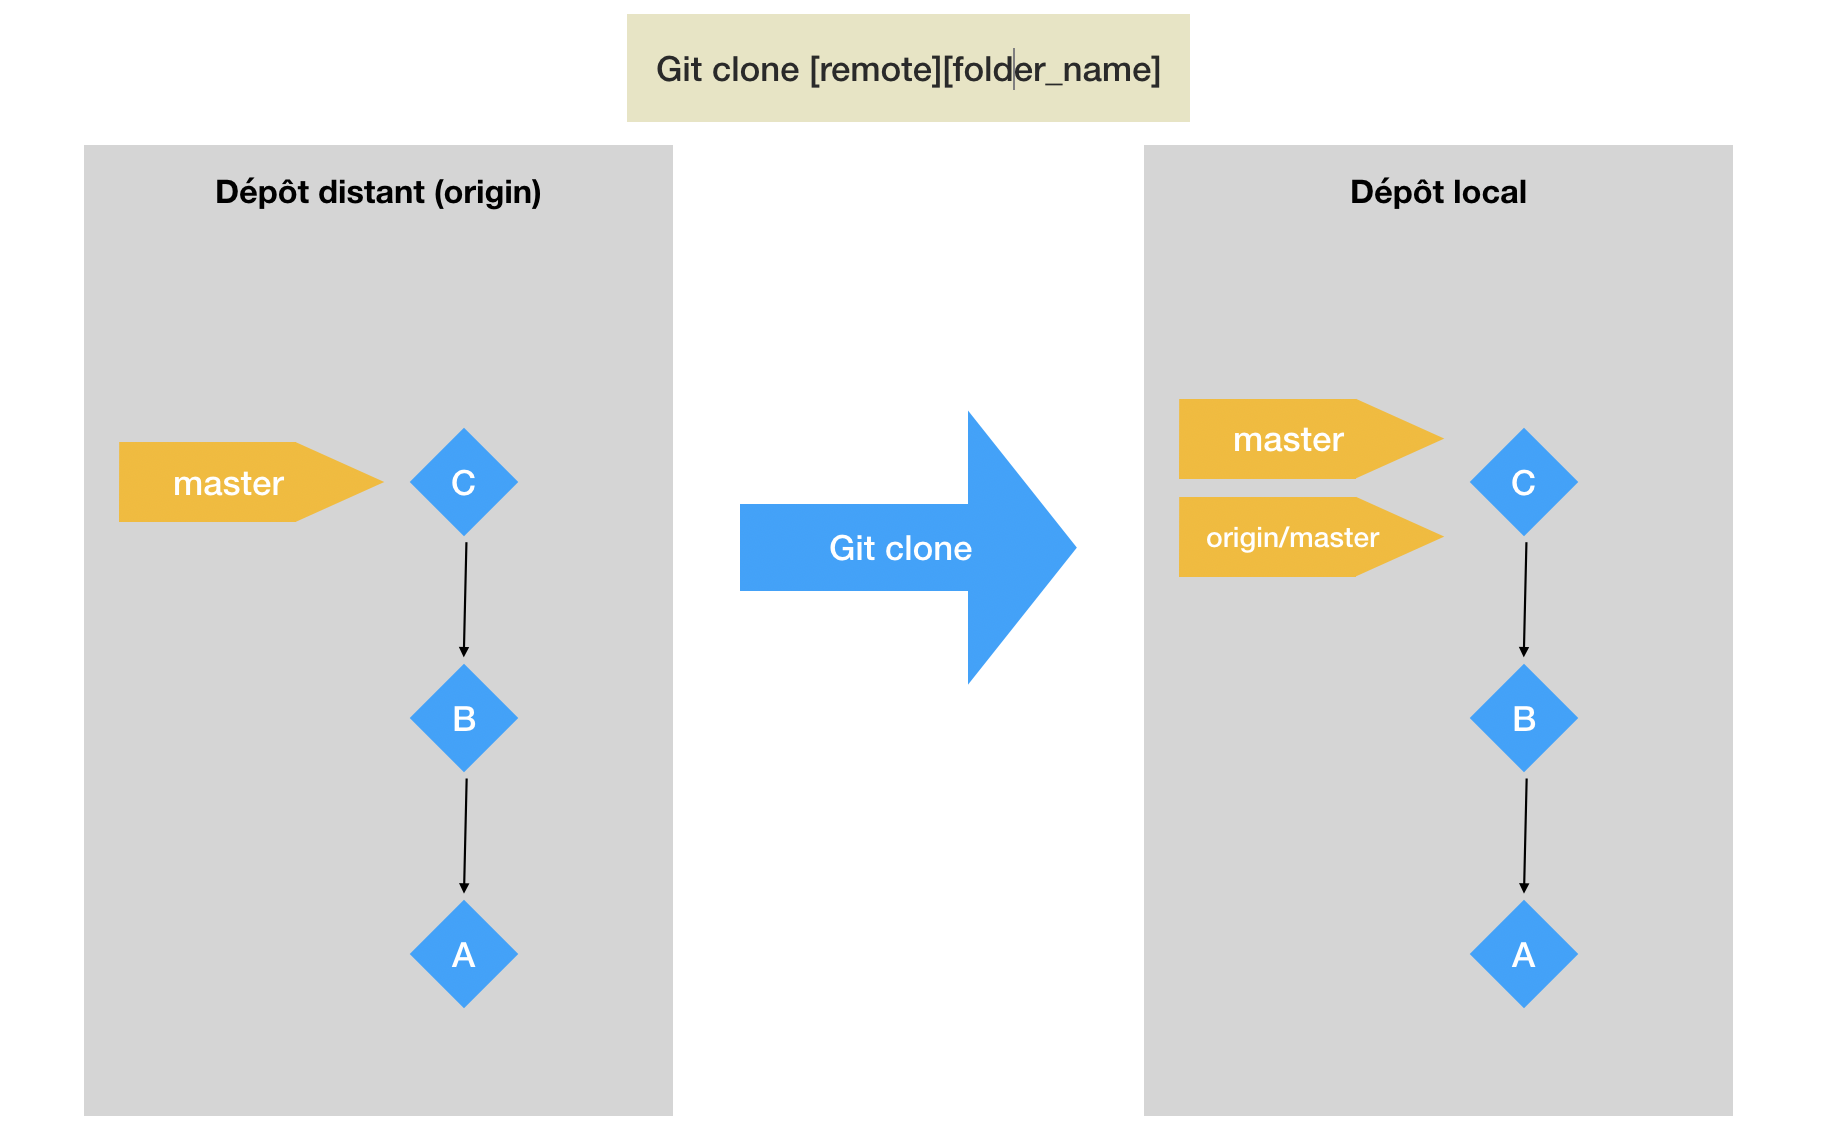 Git clone [remote][folder_name]
Dépôt distant (origin)
master
C
B
A
Git clone
Dépôt local
master
origin/master
C
B
A